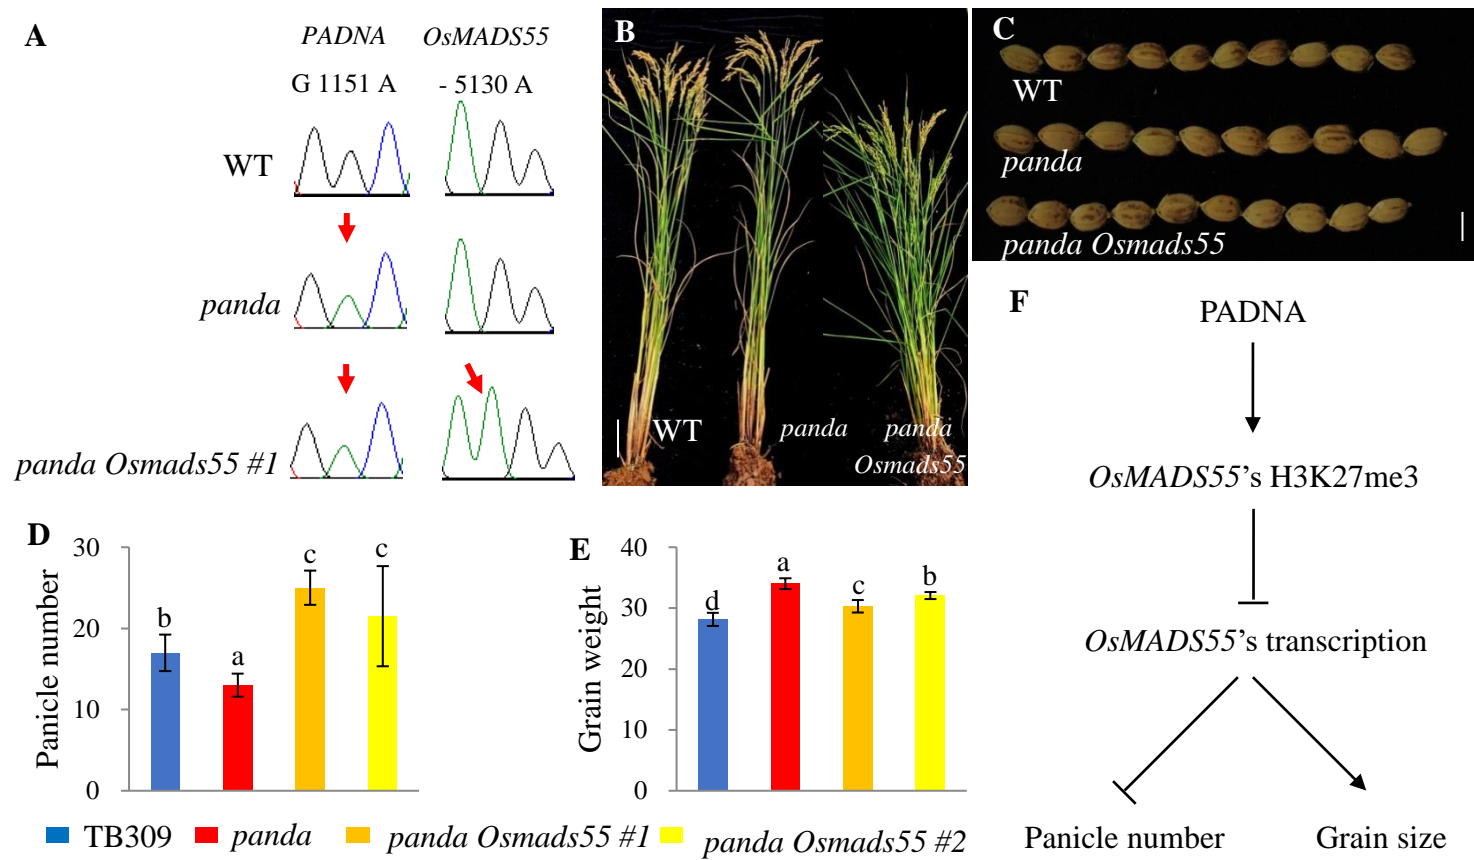 A
PADNA
OsMADS55
G 1151 A
- 5130 A
WT
panda
panda Osmads55 #1
B
WT
panda
panda
Osmads55
C
WT
panda
panda Osmads55
D
Panicle number
30
20
10
0
b
a
c
c
E
Grain weight
40
30
20
10
0
d
a
c
b
TB309
panda
panda Osmads55 #1
panda Osmads55 #2
F
PADNA
OsMADS55's H3K27me3
OsMADS55's transcription
Panicle number
Grain size